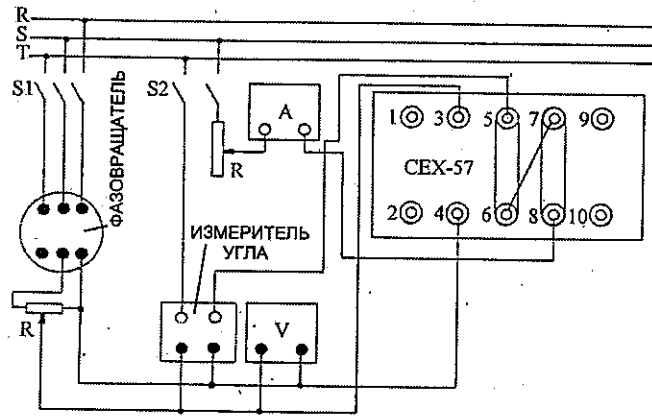 R
S
T
S1
S2
ФАЗОВРАЩАТЕЛЬ
A
R
1 3 5 7 9
СЕХ-57
2 4 6 8 10
ИЗМЕРИТЕЛЬ
УГЛА
R
V